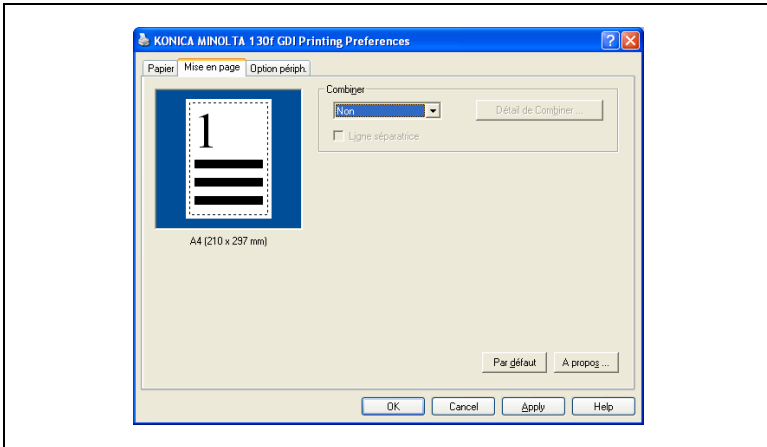 KONICA MINOLTA 130f GDI Printing Preferences
Papier Mise en page Option périph.
1
A4 (210 x 297 mm)
Combiner
Non
Détail de Combiner ...
Ligne séparatrice
Par défaut A propos ...
OK Cancel Apply Help